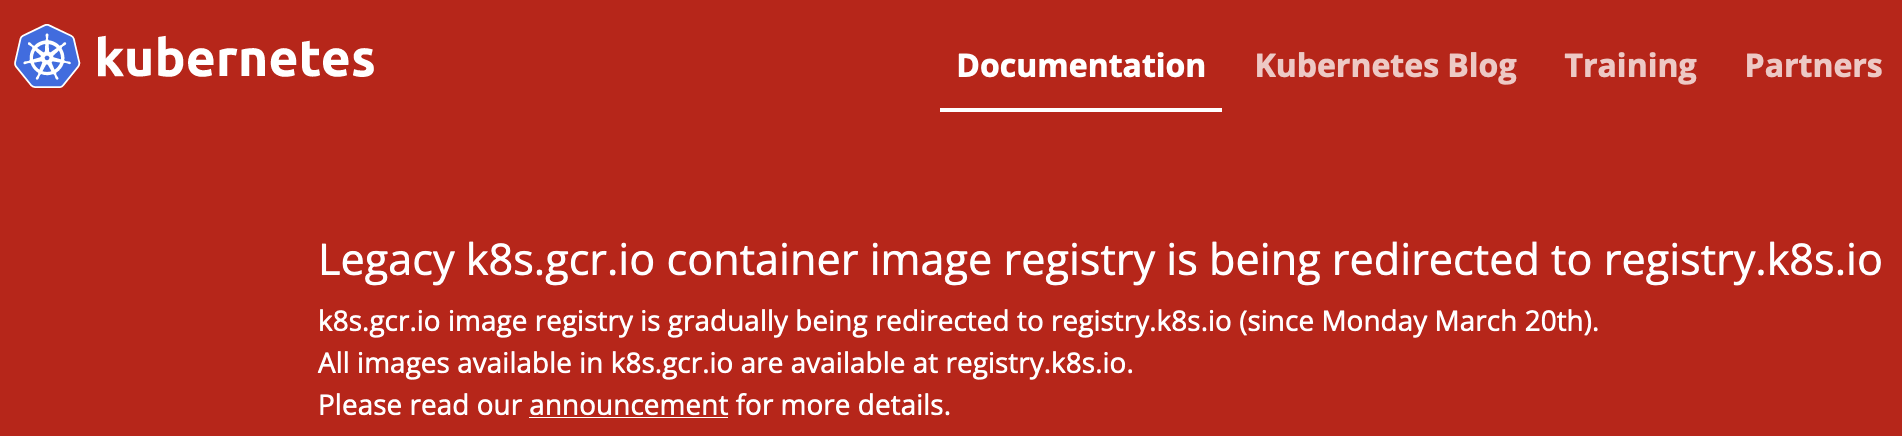 kubernetes
Documentation Kubernetes Blog Training Partners
Legacy k8s.gcr.io container image registry is being redirected to registry.k8s.io
k8s.gcr.io image registry is gradually being redirected to registry.k8s.io (since Monday March 20th).
All images available in k8s.gcr.io are available at registry.k8s.io.
Please read our announcement for more details.